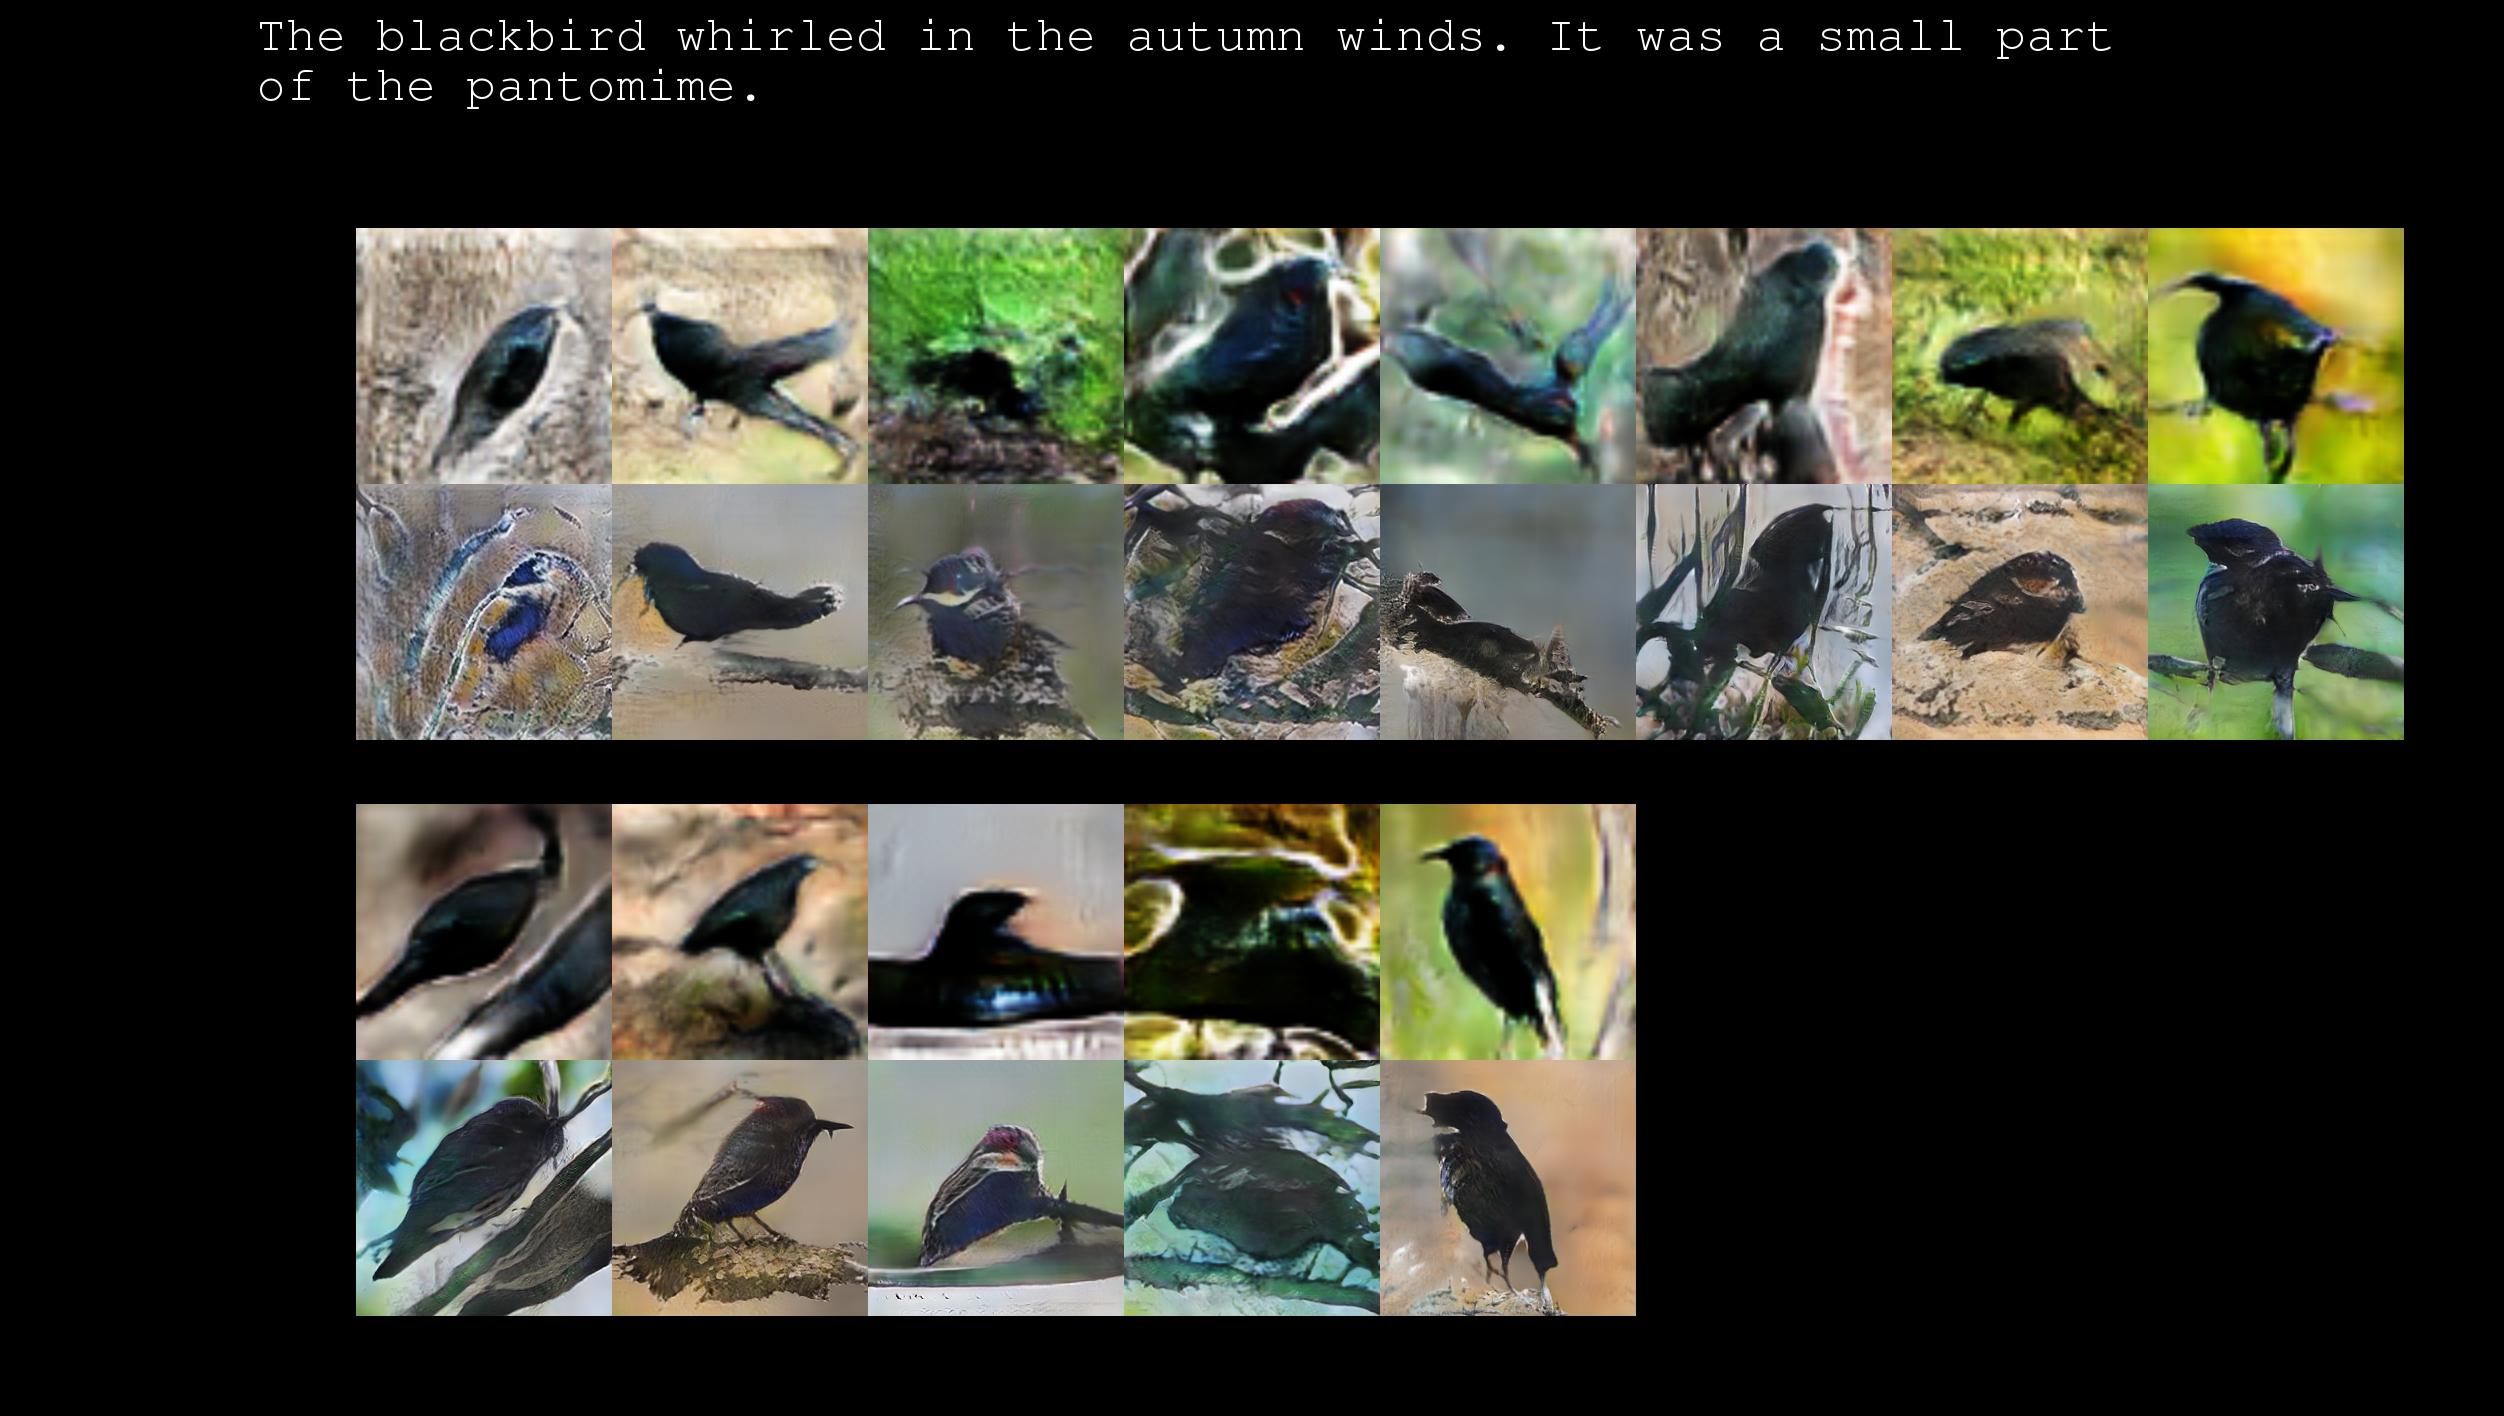 The blackbird whirled in the autumn winds. It was a small part
of the pantomime.